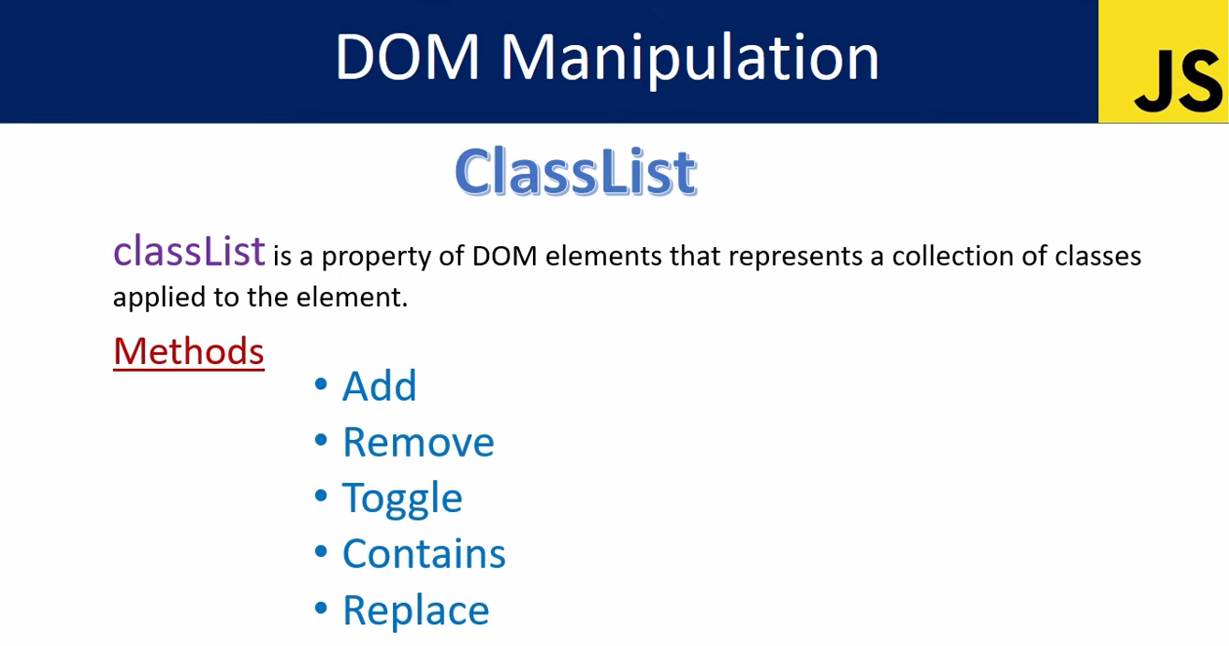 DOM Manipulation
JS
ClassList
classList is a property of DOM elements that represents a collection of classes
applied to the element.
Methods
• Add
• Remove
• Toggle
• Contains
• Replace